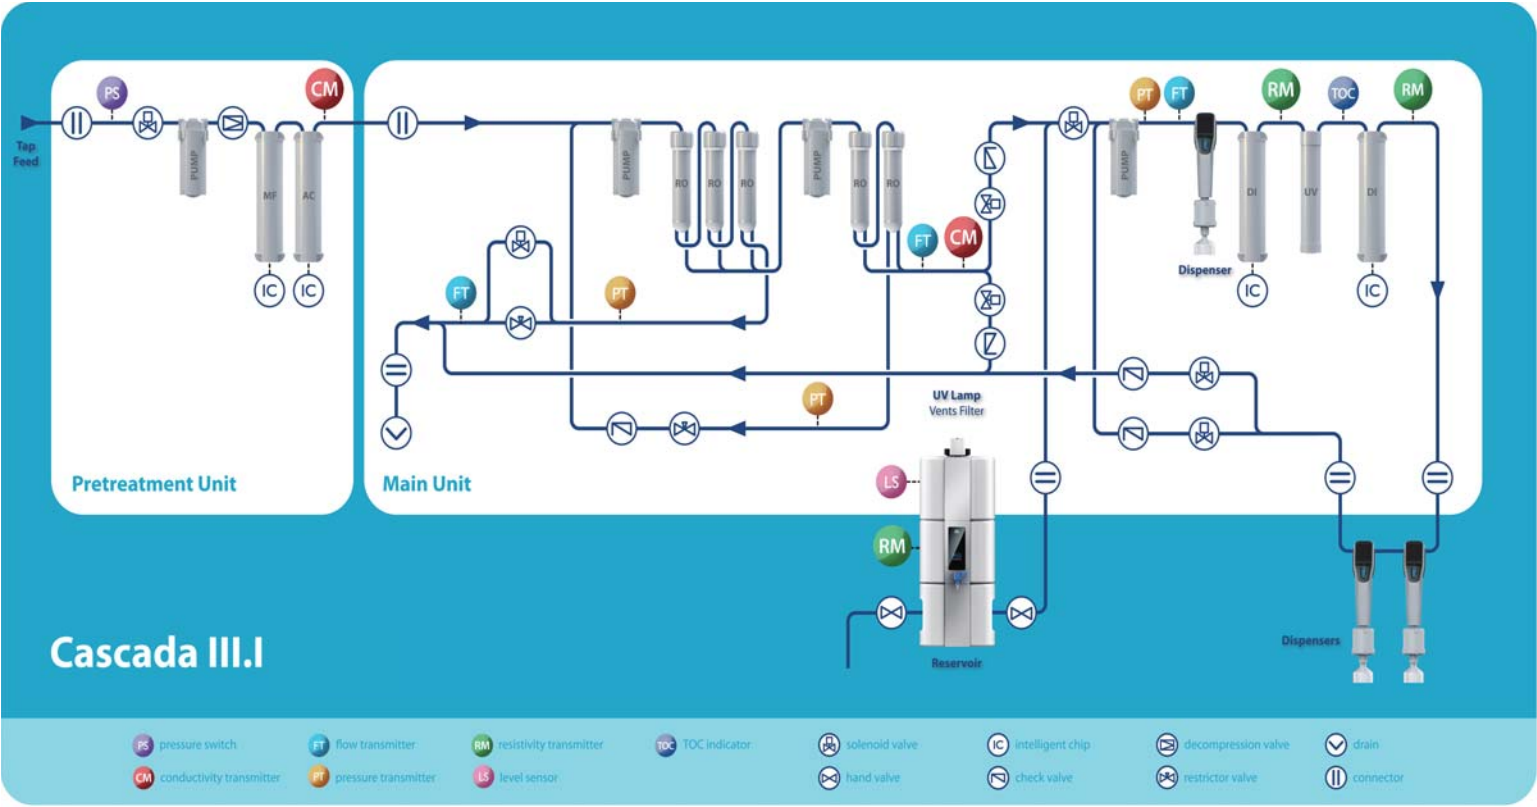 PS
CM
Tap
Feed
PUMP
MF
AC
IC
IC
Pretreatment Unit
PUMP
RO
RO
RO
PUMP
RO
RO
FT
CM
FT
PT
PT
PT
FT
RM
TOC
RM
PUMP
Dispenser
DI
UV
DI
IC
IC
Main Unit
UV Lamp
Vents Filter
LS
RM
Reservoir
Dispensers
Cascada III.I
PS pressure switch
FT flow transmitter
RM resistivity transmitter
TOC TOC indicator
solenoid valve
IC intelligent chip
decompression valve
drain
CM conductivity transmitter
PT pressure transmitter
LS level sensor
hand valve
check valve
restrictor valve
connector